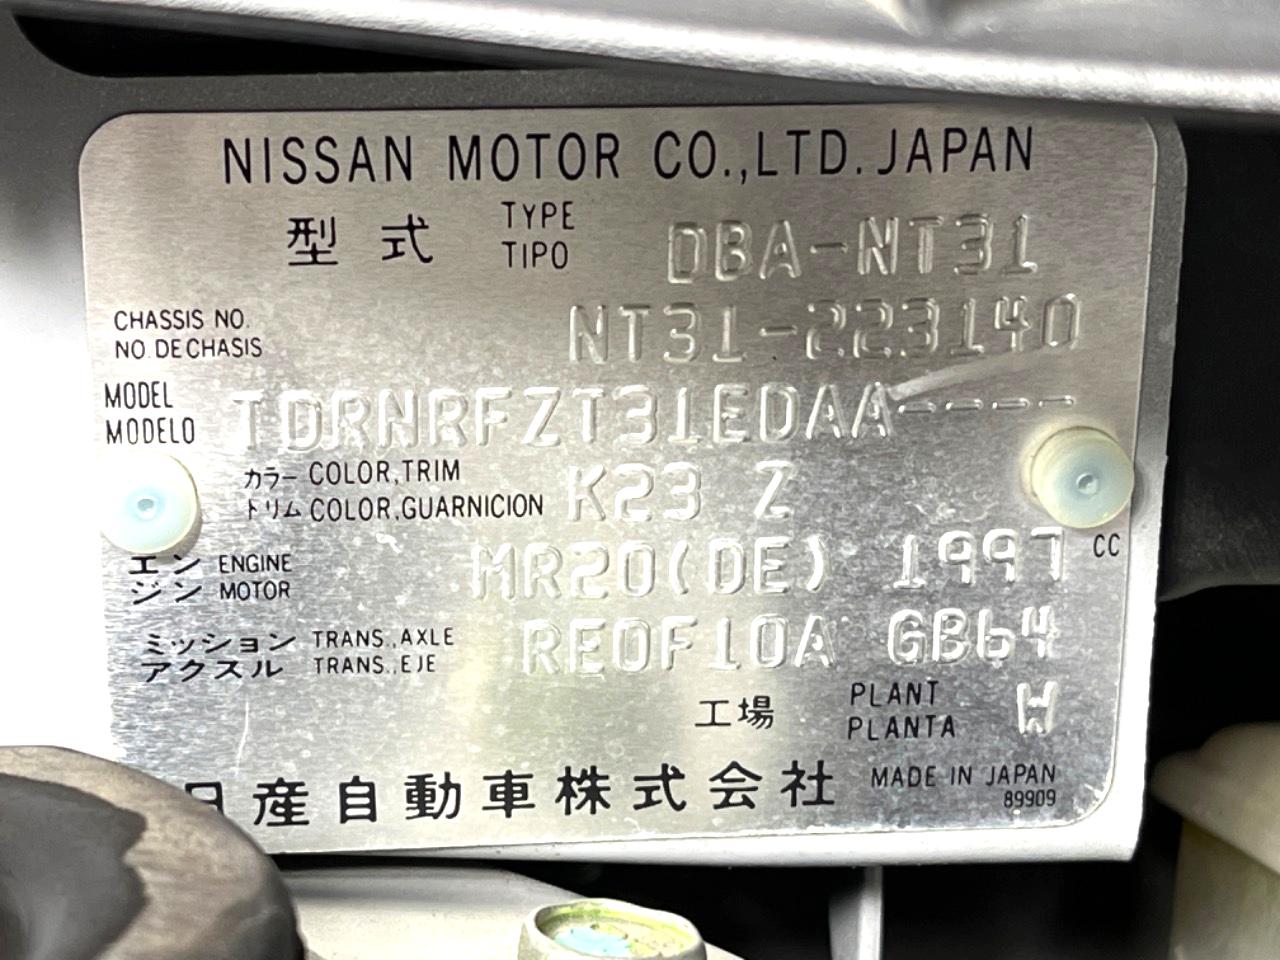 NISSAN MOTOR CO.,LTD. JAPAN
型式 TYPE TIPO DBA-NT31
CHASSIS NO. NT31-223140
NO. DE CHASIS
MODEL TDRNRFZT31EDAA----
MODELO
カラー COLOR,TRIM K23 Z
トリム COLOR,GUARNICION
エン ENGINE MR20(DE) 1997 CC
ジン MOTOR
ミッション TRANS.,AXLE REOF10A GB64
アクスル TRANS.,EJE
工場 PLANT W
PLANTA
日産自動車株式会社 MADE IN JAPAN
89909